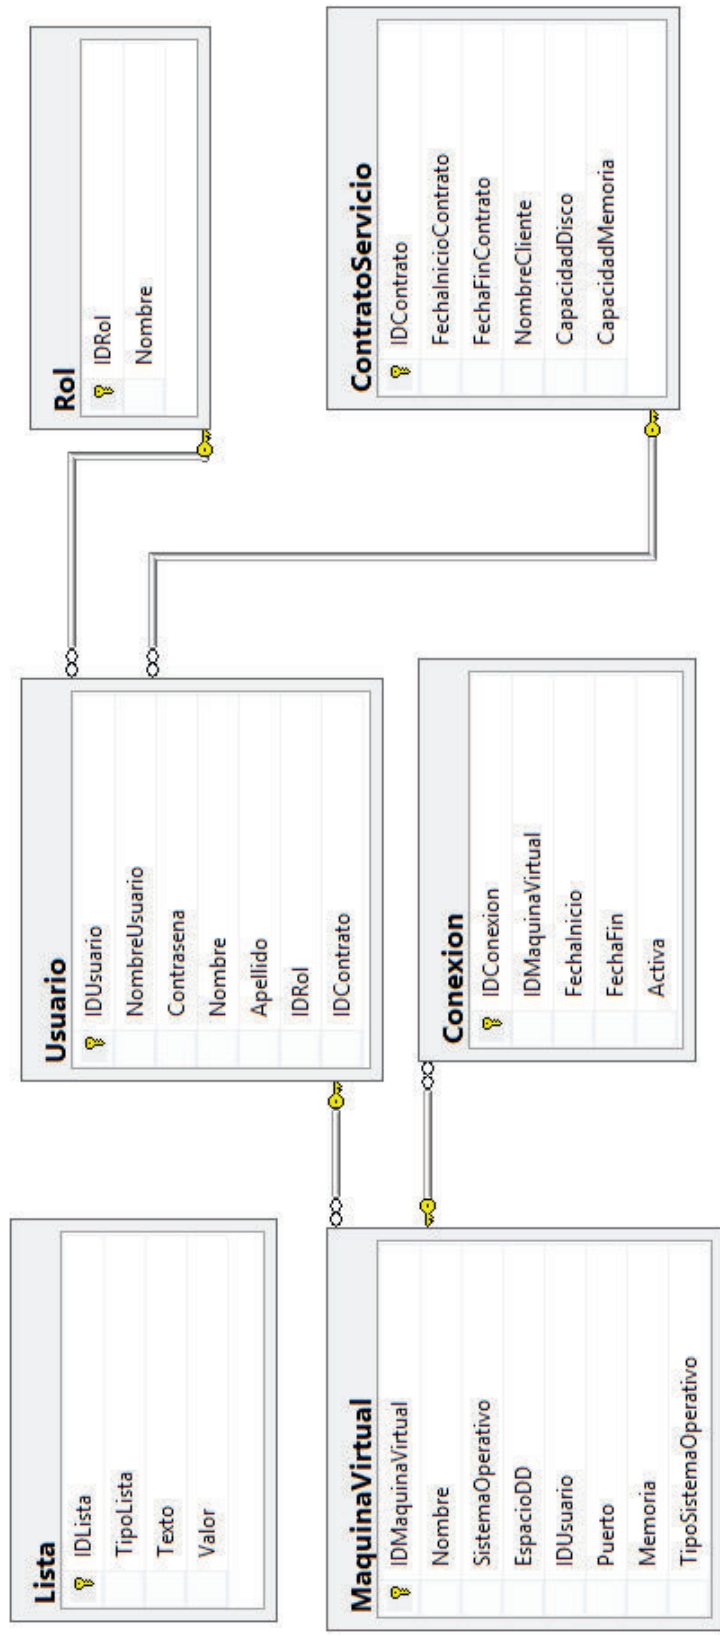 Lista
IDLista
TipoLista
Texto
Valor
Usuario
IDUsuario
NombreUsuario
Contrasena
Nombre
Apellido
IDRol
IDContrato
Rol
IDRol
Nombre
MaquinaVirtual
IDMaquinaVirtual
Nombre
SistemaOperativo
EspacioDD
IDUsuario
Puerto
Memoria
TipoSistemaOperativo
Conexion
IDConexion
IDMaquinaVirtual
FechaInicio
FechaFin
Activa
ContratoServicio
IDContrato
FechaInicioContrato
FechaFinContrato
NombreCliente
CapacidadDisco
CapacidadMemoria